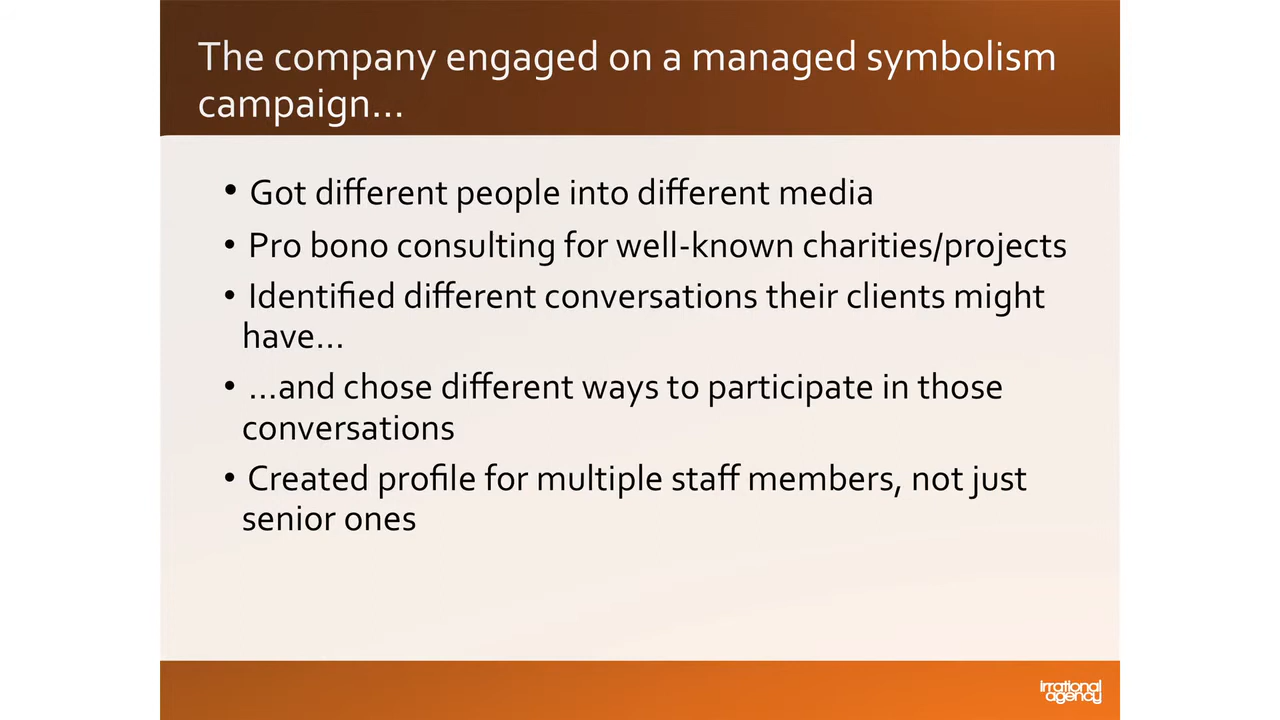 The company engaged on a managed symbolism
campaign…
• Got different people into different media
• Pro bono consulting for well-known charities/projects
• Identified different conversations their clients might
have…
• …and chose different ways to participate in those
conversations
• Created profile for multiple staff members, not just
senior ones
irrational
agency